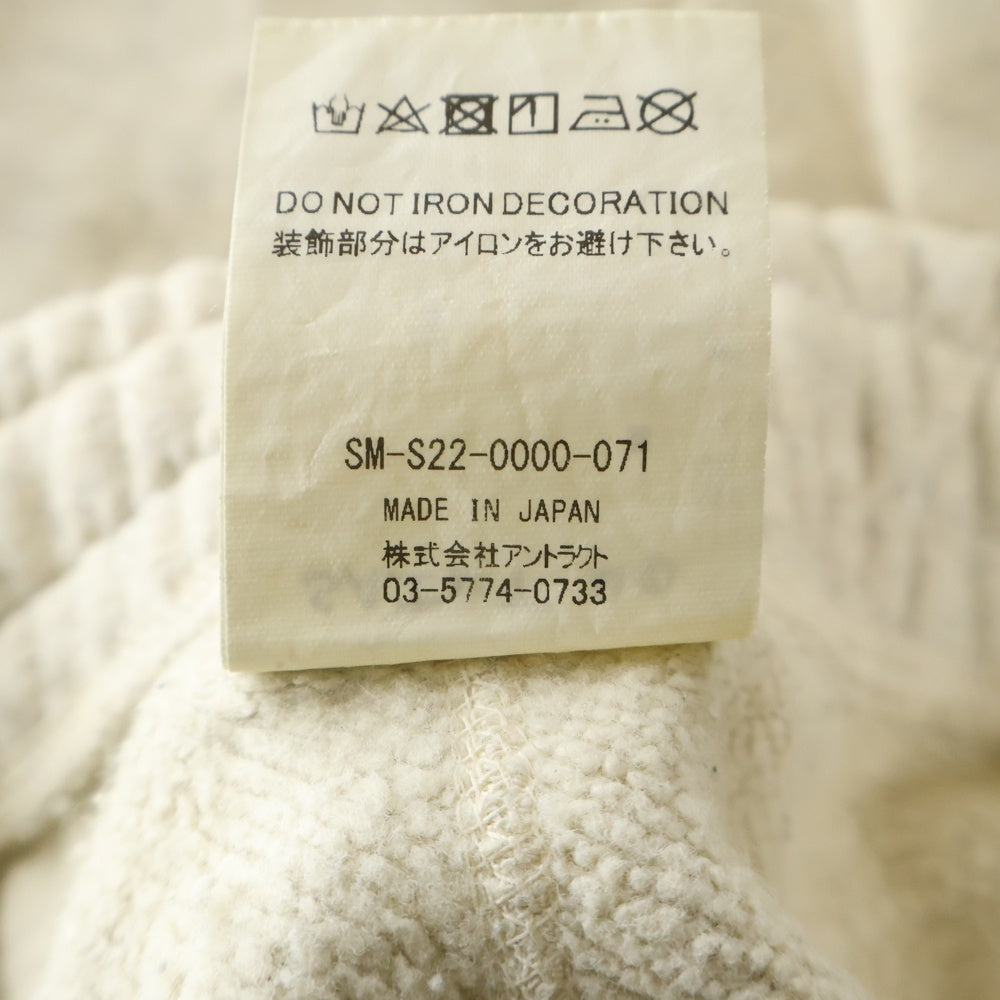 DO NOT IRON DECORATION
装飾部分はアイロンをお避け下さい。
SM-S22-0000-071
MADE IN JAPAN
株式会社アントラクト
03-5774-0733